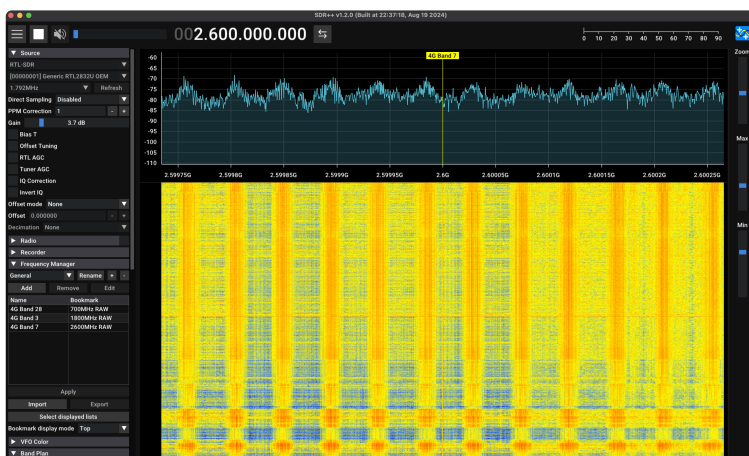 SDR++ v1.2.0 (Built at 22:37:18, Aug 19 2024)
002.600.000.000
0 10 20 30 40 50 60 70 80 90
Source
RTL-SDR
[00000001] Generic RTL2832U OEM
1.792MHz Refresh
Direct Sampling Disabled
PPM Correction 1 - +
Gain 3.7 dB
Bias T
Offset Tuning
RTL AGC
Tuner AGC
IQ Correction
Invert IQ
Offset mode None
Offset 0.000000 - +
Decimation None
Radio
Recorder
Frequency Manager
General Rename + -
Add Remove Edit
Name Bookmark
4G Band 28 700MHz RAW
4G Band 3 1800MHz RAW
4G Band 7 2600MHz RAW
Apply
Import Export
Select displayed lists
Bookmark display mode Top
VFO Color
Band Plan
4G Band 7
-60
-65
-70
-75
-80
-85
-90
-95
-100
-105
-110
2.59975G 2.5998G 2.59985G 2.5999G 2.59995G 2.6G 2.60005G 2.6001G 2.60015G 2.6002G 2.60025G
Zoom
Max
Min